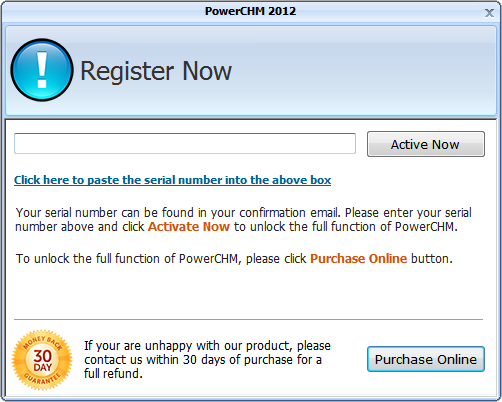 PowerCHM 2012
Register Now
Active Now
Click here to paste the serial number into the above box
Your serial number can be found in your confirmation email. Please enter your serial
number above and click Activate Now to unlock the full function of PowerCHM.
To unlock the full function of PowerCHM, please click Purchase Online button.
MONEY BACK
30
DAY
GUARANTEE
If your are unhappy with our product, please
contact us within 30 days of purchase for a
full refund.
Purchase Online